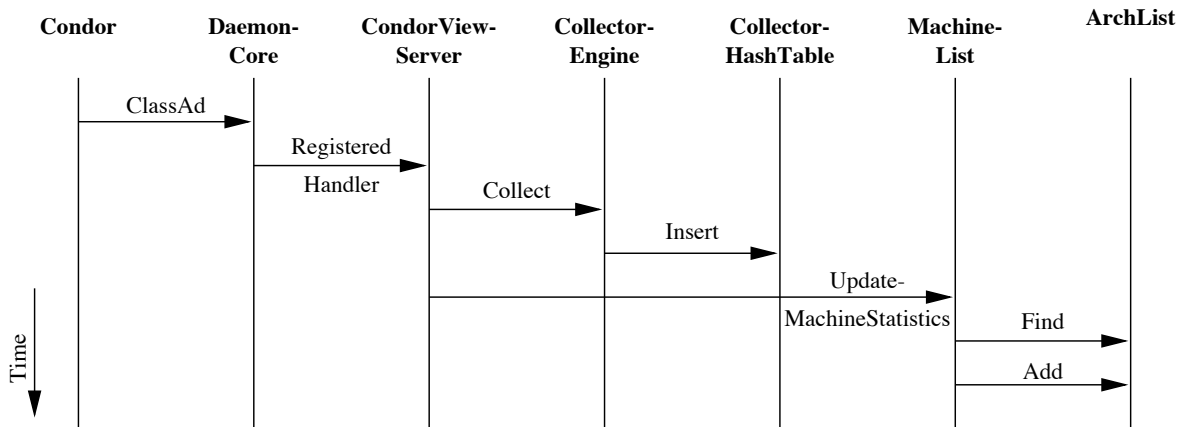 Condor
Daemon-
Core
CondorView-
Server
Collector-
Engine
Collector-
HashTable
Machine-
List
ArchList
ClassAd
Registered
Handler
Collect
Insert
Update-
MachineStatistics
Find
Add
Time